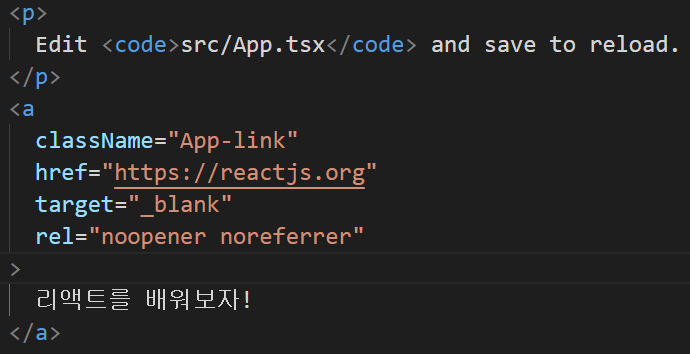 <p>
Edit <code>src/App.tsx</code> and save to reload.
</p>
<a
className="App-link"
href="https://reactjs.org"
target="_blank"
rel="noopener noreferrer"
>
리액트를 배워보자!
</a>